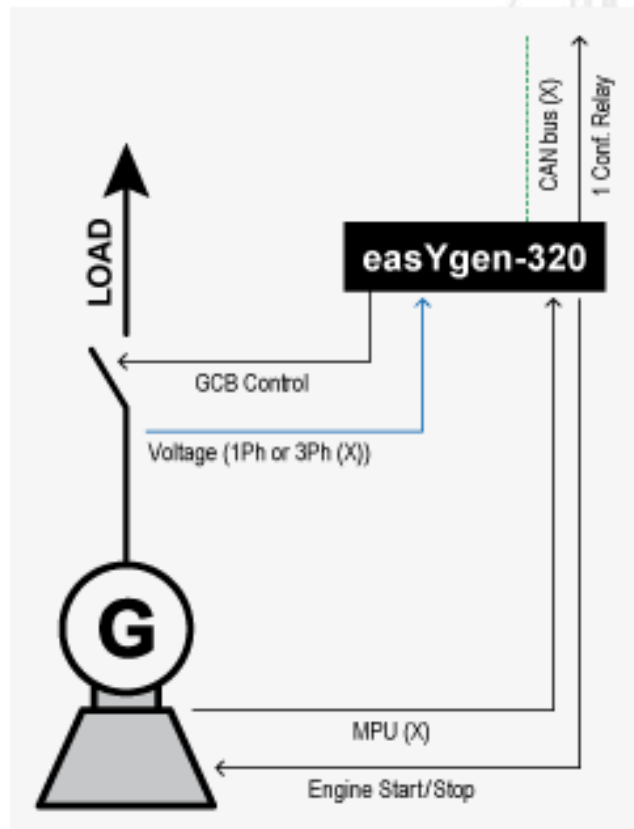 CAN bus (X)
1 Conf. Relay
LOAD
easYgen-320
GCB Control
Voltage (1Ph or 3Ph (X))
G
MPU (X)
Engine Start/Stop